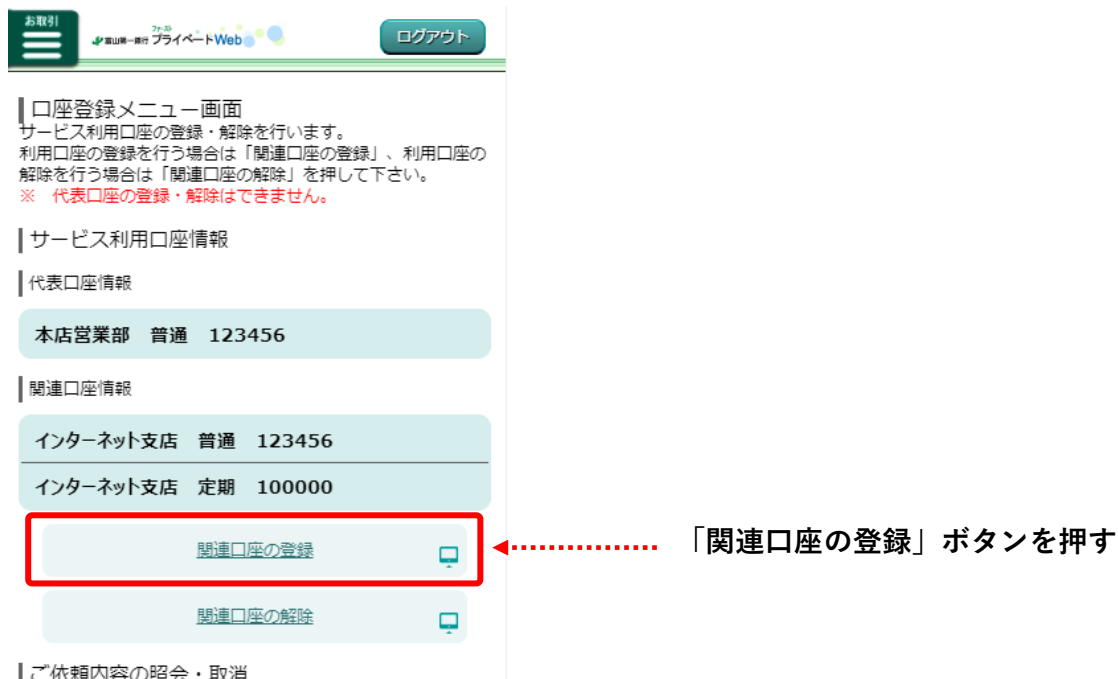 お取引
富山第一銀行 ファースト プライベートWeb
ログアウト
口座登録メニュー画面
サービス利用口座の登録・解除を行います。
利用口座の登録を行う場合は「関連口座の登録」、利用口座の
解除を行う場合は「関連口座の解除」を押して下さい。
※　代表口座の登録・解除はできません。
サービス利用口座情報
代表口座情報
本店営業部　普通　123456
関連口座情報
インターネット支店　普通　123456
インターネット支店　定期　100000
関連口座の登録
「関連口座の登録」ボタンを押す
関連口座の解除
ご依頼内容の照会・取消